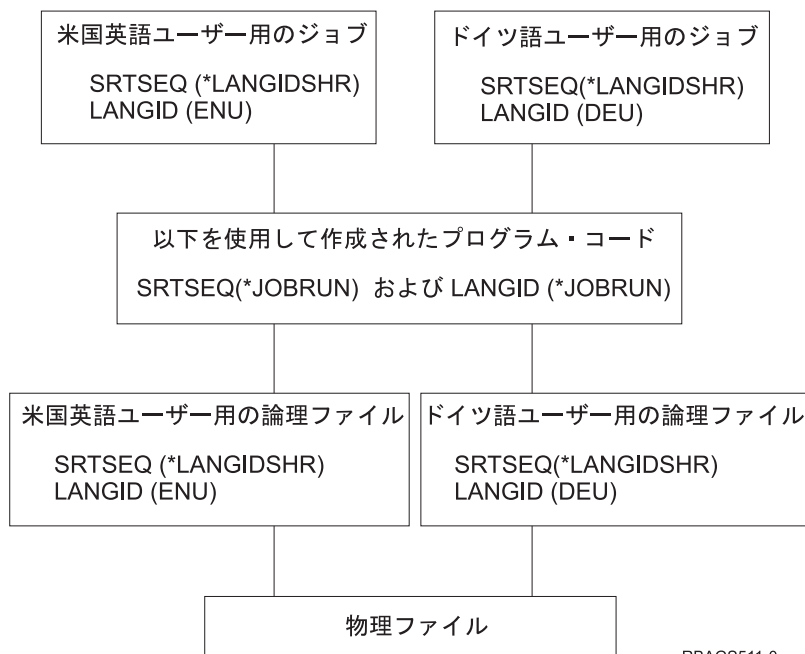 米国英語ユーザー用のジョブ
SRTSEQ (*LANGIDSHR)
LANGID (ENU)
ドイツ語ユーザー用のジョブ
SRTSEQ(*LANGIDSHR)
LANGID (DEU)
以下を使用して作成されたプログラム・コード
SRTSEQ(*JOBRUN) および LANGID (*JOBRUN)
米国英語ユーザー用の論理ファイル
SRTSEQ (*LANGIDSHR)
LANGID (ENU)
ドイツ語ユーザー用の論理ファイル
SRTSEQ(*LANGIDSHR)
LANGID (DEU)
物理ファイル